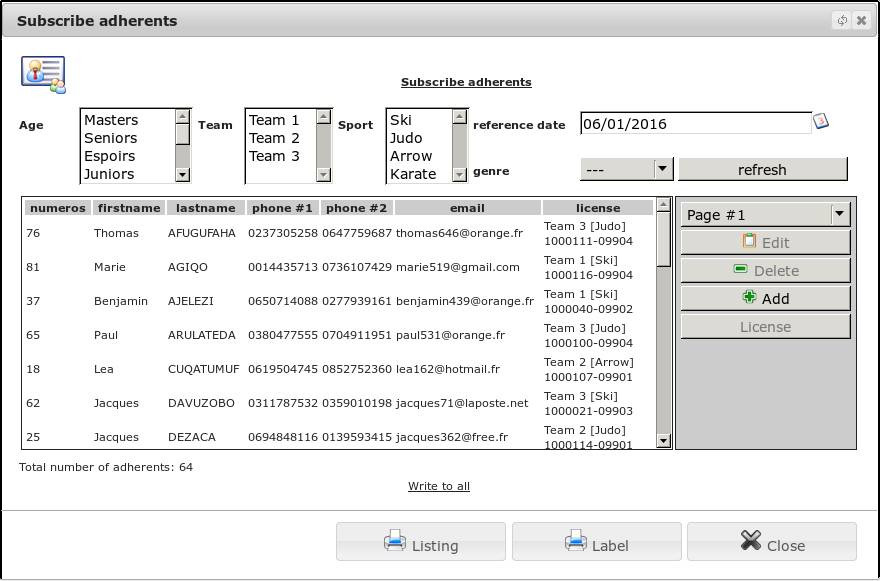 Subscribe adherents
Subscribe adherents
Age
Masters
Seniors
Espoirs
Juniors
Team
Team 1
Team 2
Team 3
Sport
Ski
Judo
Arrow
Karate
reference date 06/01/2016
genre --- refresh
numeros firstname lastname phone #1 phone #2 email license
76 Thomas AFUGUFAHA 0237305258 0647759687 thomas646@orange.fr Team 3 [Judo]
1000111-09904
81 Marie AGIQO 0014435713 0736107429 marie519@gmail.com Team 1 [Ski]
1000116-09904
37 Benjamin AJELEZI 0650714088 0277939161 benjamin439@orange.fr Team 1 [Ski]
1000040-09902
65 Paul ARULATEDA 0380477555 0704911951 paul531@orange.fr Team 3 [Judo]
1000100-09904
18 Lea CUQATUMUF 0619504745 0852752360 lea162@hotmail.fr Team 2 [Arrow]
1000107-09901
62 Jacques DAVUZOBO 0311787532 0359010198 jacques71@laposte.net Team 3 [Ski]
1000021-09903
25 Jacques DEZACA 0694848116 0139593415 jacques362@free.fr Team 2 [Judo]
1000114-09901
Page #1
Edit
Delete
Add
License
Total number of adherents: 64
Write to all
Listing Label Close